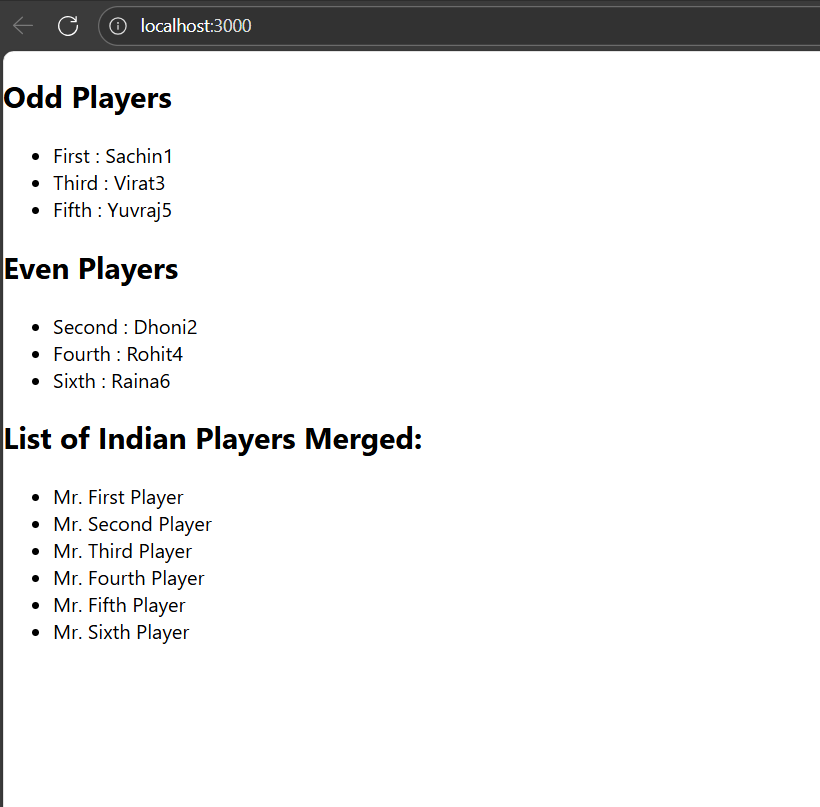 localhost:3000
Odd Players
First : Sachin1
Third : Virat3
Fifth : Yuvraj5
Even Players
Second : Dhoni2
Fourth : Rohit4
Sixth : Raina6
List of Indian Players Merged:
Mr. First Player
Mr. Second Player
Mr. Third Player
Mr. Fourth Player
Mr. Fifth Player
Mr. Sixth Player